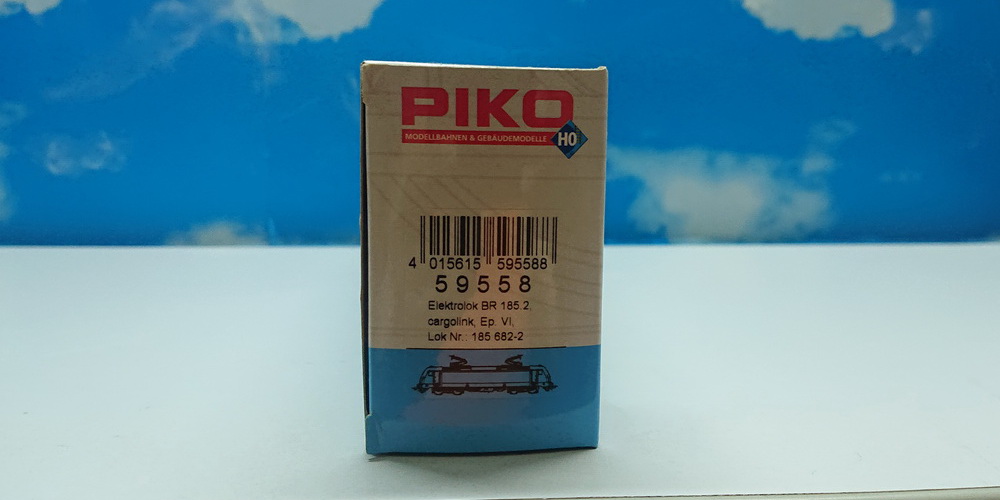 PIKO
MODELLBAHNEN & GEBÄUDEMODELLE
H0
4 015615 595588
59558
Elektrolok BR 185.2,
cargolink, Ep. VI,
Lok Nr.: 185 682-2